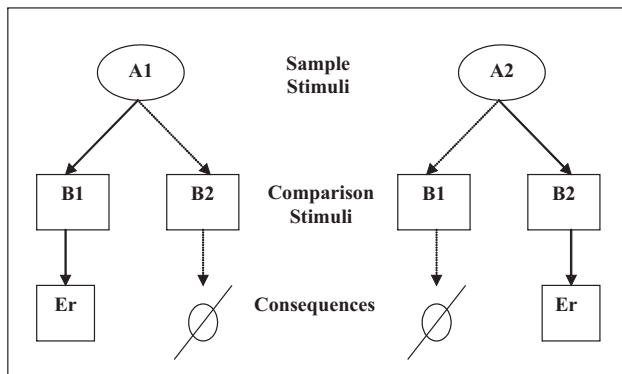 A1
Sample
Stimuli
A2
B1
B2
Comparison
Stimuli
B1
B2
Er
Consequences
Er